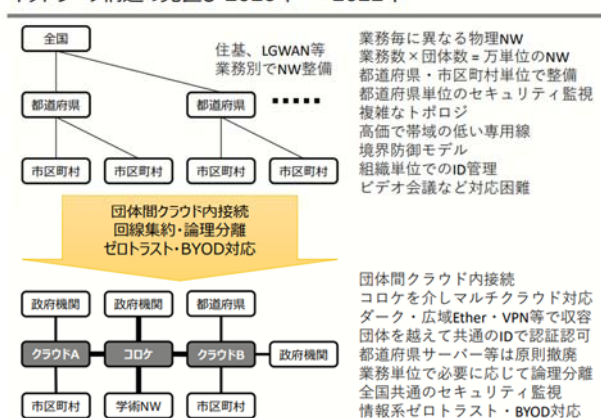 全国
住基、LGWAN等
業務別でNW整備
都道府県
都道府県
市区町村
市区町村
市区町村
市区町村
業務毎に異なる物理NW
業務数×団体数 = 万単位のNW
都道府県・市区町村単位で整備
都道府県単位のセキュリティ監視
複雑なトポロジ
高価で帯域の低い専用線
境界防御モデル
組織単位でのID管理
ビデオ会議など対応困難
団体間クラウド内接続
回線集約・論理分離
ゼロトラスト・BYOD対応
政府機関
政府機関
都道府県
クラウドA
コロケ
クラウドB
政府機関
市区町村
学術NW
市区町村
団体間クラウド内接続
コロケを介しマルチクラウド対応
ダーク・広域Ether・VPN等で収容
団体を越えて共通のIDで認証認可
都道府県サーバー等は原則撤廃
業務単位で必要に応じて論理分離
全国共通のセキュリティ監視
情報系ゼロトラスト・BYOD対応